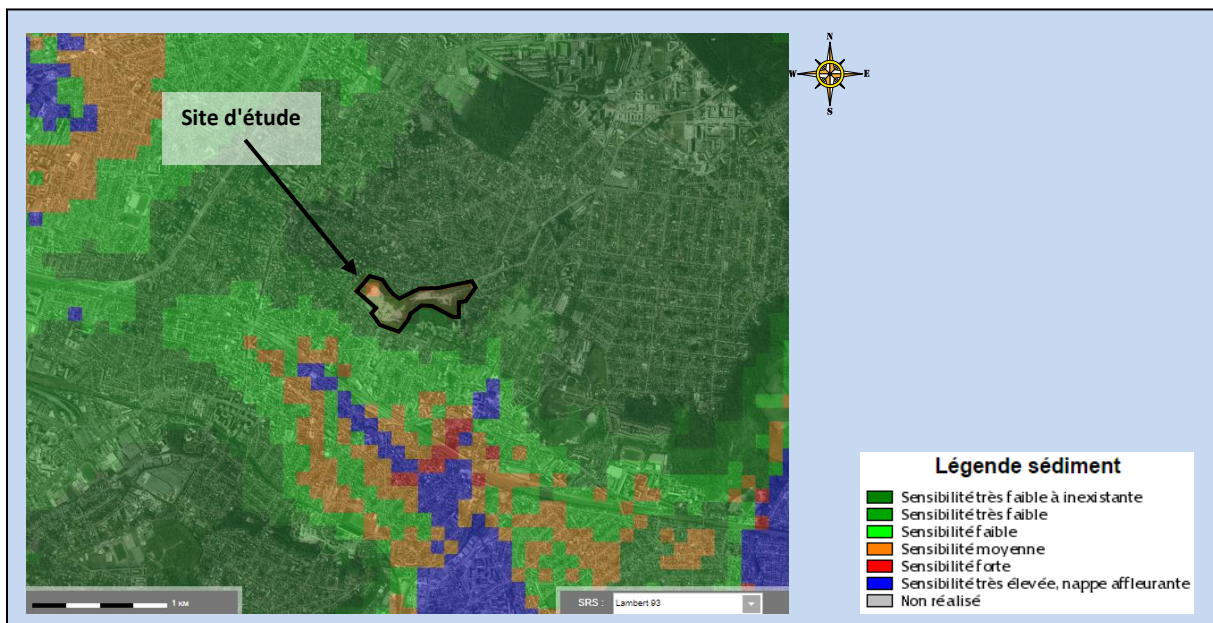 N
W
E
S
Site d'étude
Légende sédiment
Sensibilité très faible à inexistante
Sensibilité très faible
Sensibilité faible
Sensibilité moyenne
Sensibilité forte
Sensibilité très élevée, nappe affleurante
Non réalisé
1 KM
SRS : Lambert 93